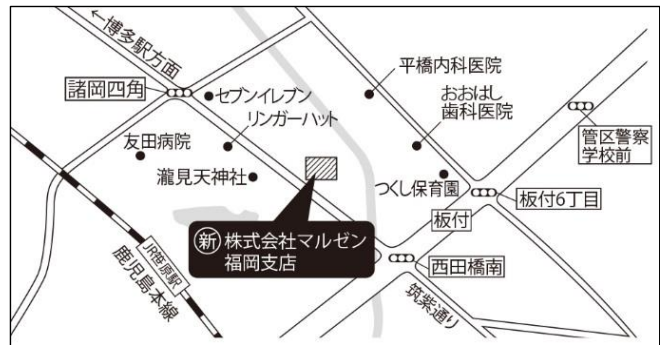 ←博多駅方面
諸岡四角
セブンイレブン
リンガーハット
友田病院
瀧見天神社
平橋内科医院
おおはし
歯科医院
管区警察
学校前
つくし保育園
板付6丁目
板付
新 株式会社マルゼン
福岡支店
西田橋南
JR笹原駅
鹿児島本線
筑紫通り